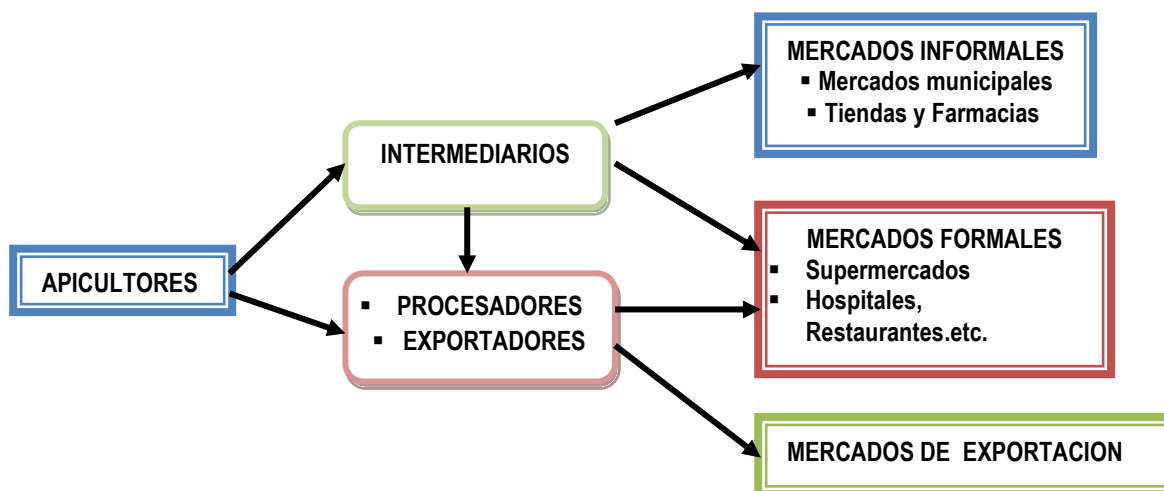 APICULTORES
INTERMEDIARIOS
▪ PROCESADORES
▪ EXPORTADORES
MERCADOS INFORMALES
▪ Mercados municipales
▪ Tiendas y Farmacias
MERCADOS FORMALES
▪ Supermercados
▪ Hospitales,
Restaurantes.etc.
MERCADOS DE EXPORTACION